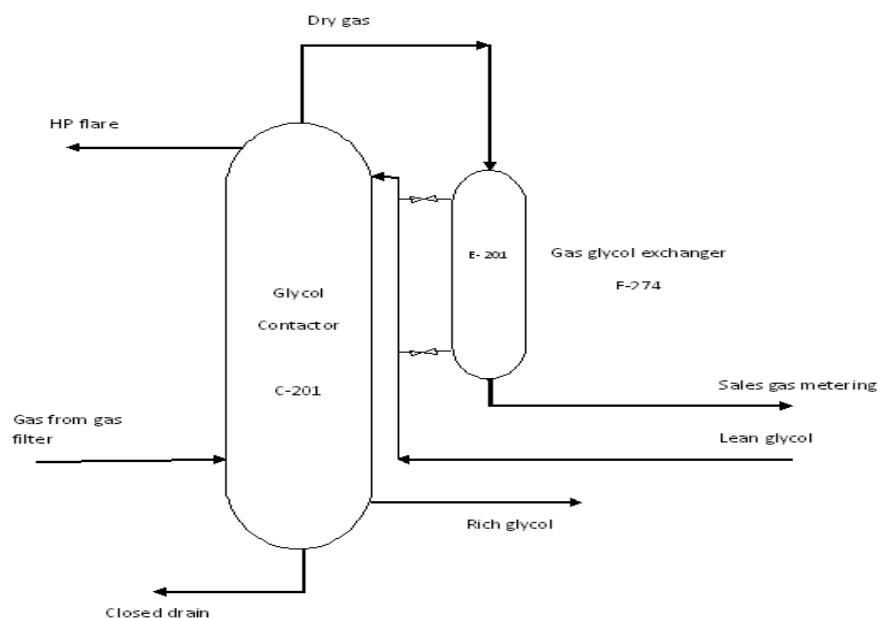 Dry gas
HP flare
E- 201
Gas glycol exchanger
F-274
Glycol
Contactor
C-201
Sales gas metering
Gas from gas
filter
Lean glycol
Rich glycol
Closed drain